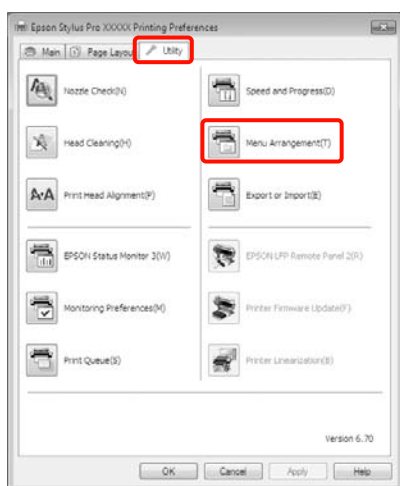 Epson Stylus Pro XXXXX Printing Preferences
Main Page Layout Utility
Nozzle Check(N)
Speed and Progress(D)
Head Cleaning(H)
Menu Arrangement(T)
Print Head Alignment(P)
Export or Import(E)
EPSON Status Monitor 3(W)
EPSON LFP Remote Panel 2(R)
Monitoring Preferences(M)
Printer Firmware Update(F)
Print Queue(S)
Printer Linearization(B)
Version 6.70
OK Cancel Apply Help